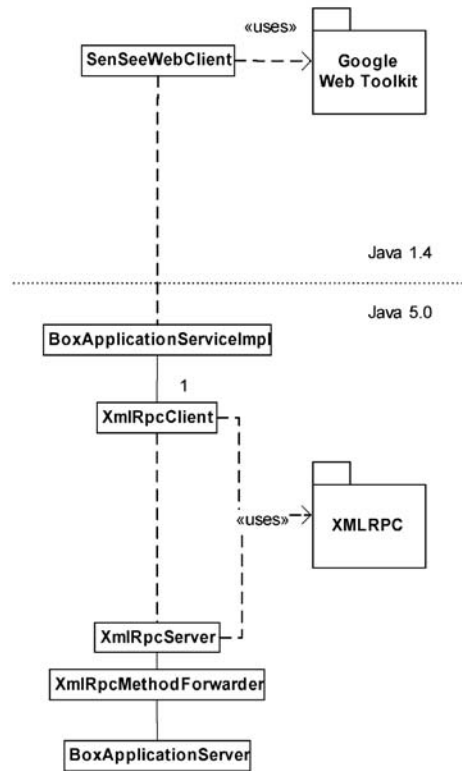 «uses»
SenSeeWebClient
Google
Web Toolkit
Java 1.4
Java 5.0
BoxApplicationServiceImpl
1
XmlRpcClient
«uses»
XMLRPC
XmlRpcServer
XmlRpcMethodForwarder
BoxApplicationServer